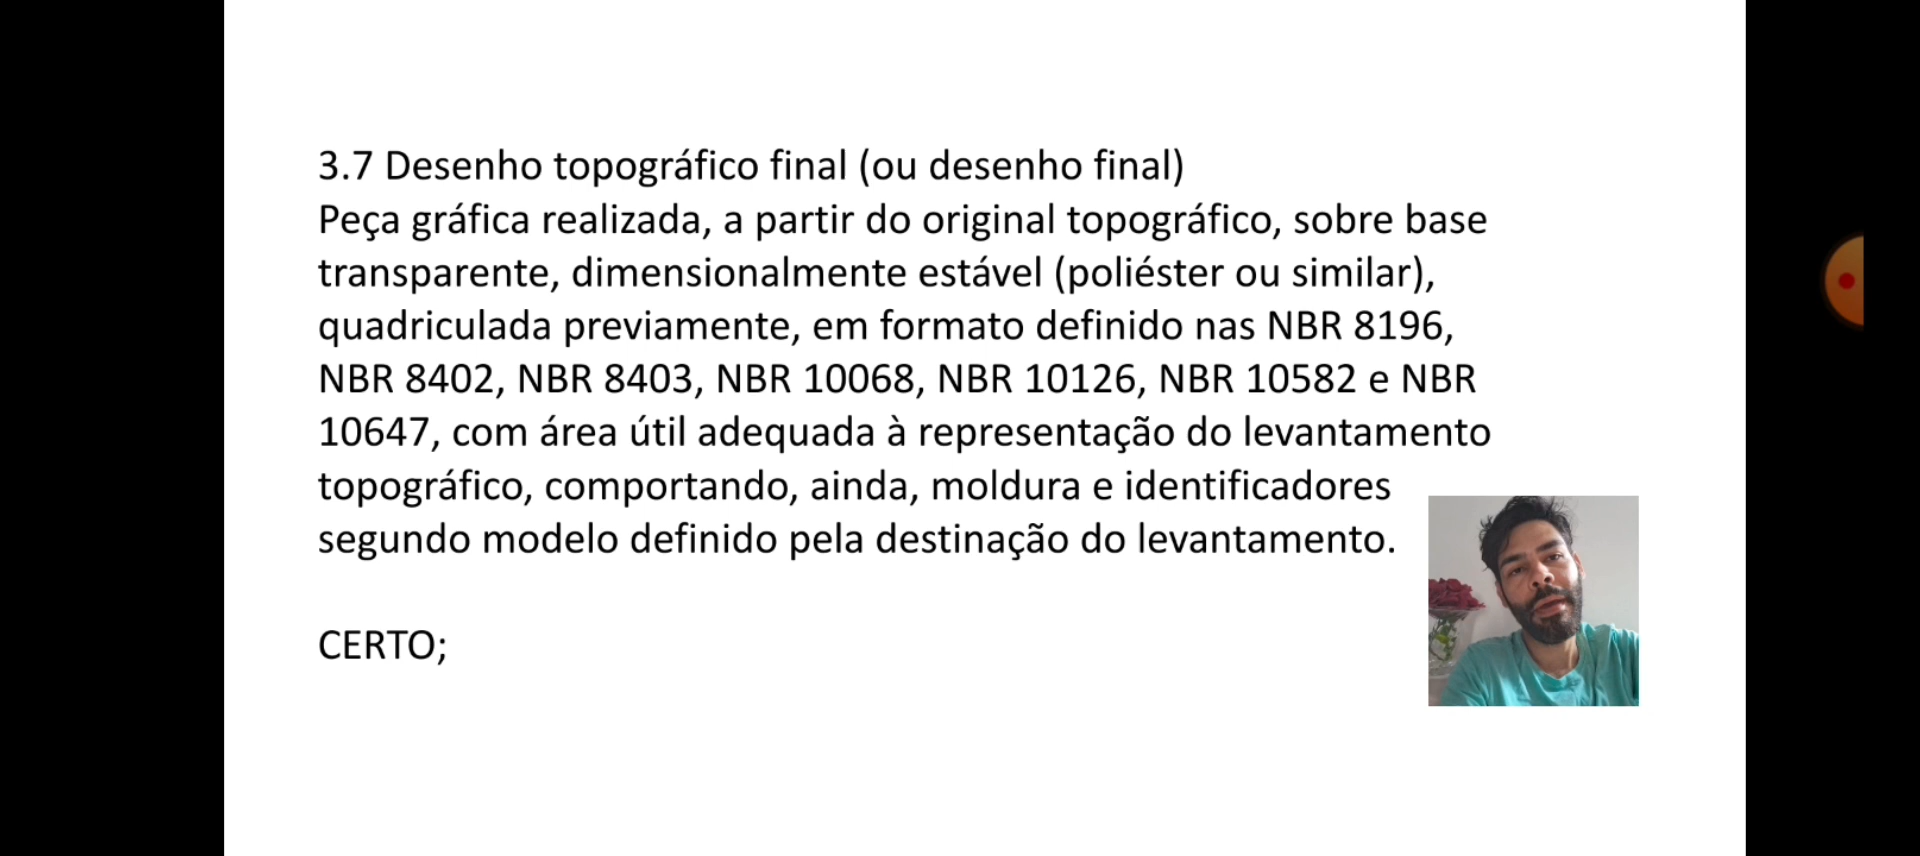 3.7 Desenho topográfico final (ou desenho final)
Peça gráfica realizada, a partir do original topográfico, sobre base
transparente, dimensionalmente estável (poliéster ou similar),
quadriculada previamente, em formato definido nas NBR 8196,
NBR 8402, NBR 8403, NBR 10068, NBR 10126, NBR 10582 e NBR
10647, com área útil adequada à representação do levantamento
topográfico, comportando, ainda, moldura e identificadores
segundo modelo definido pela destinação do levantamento.
CERTO;